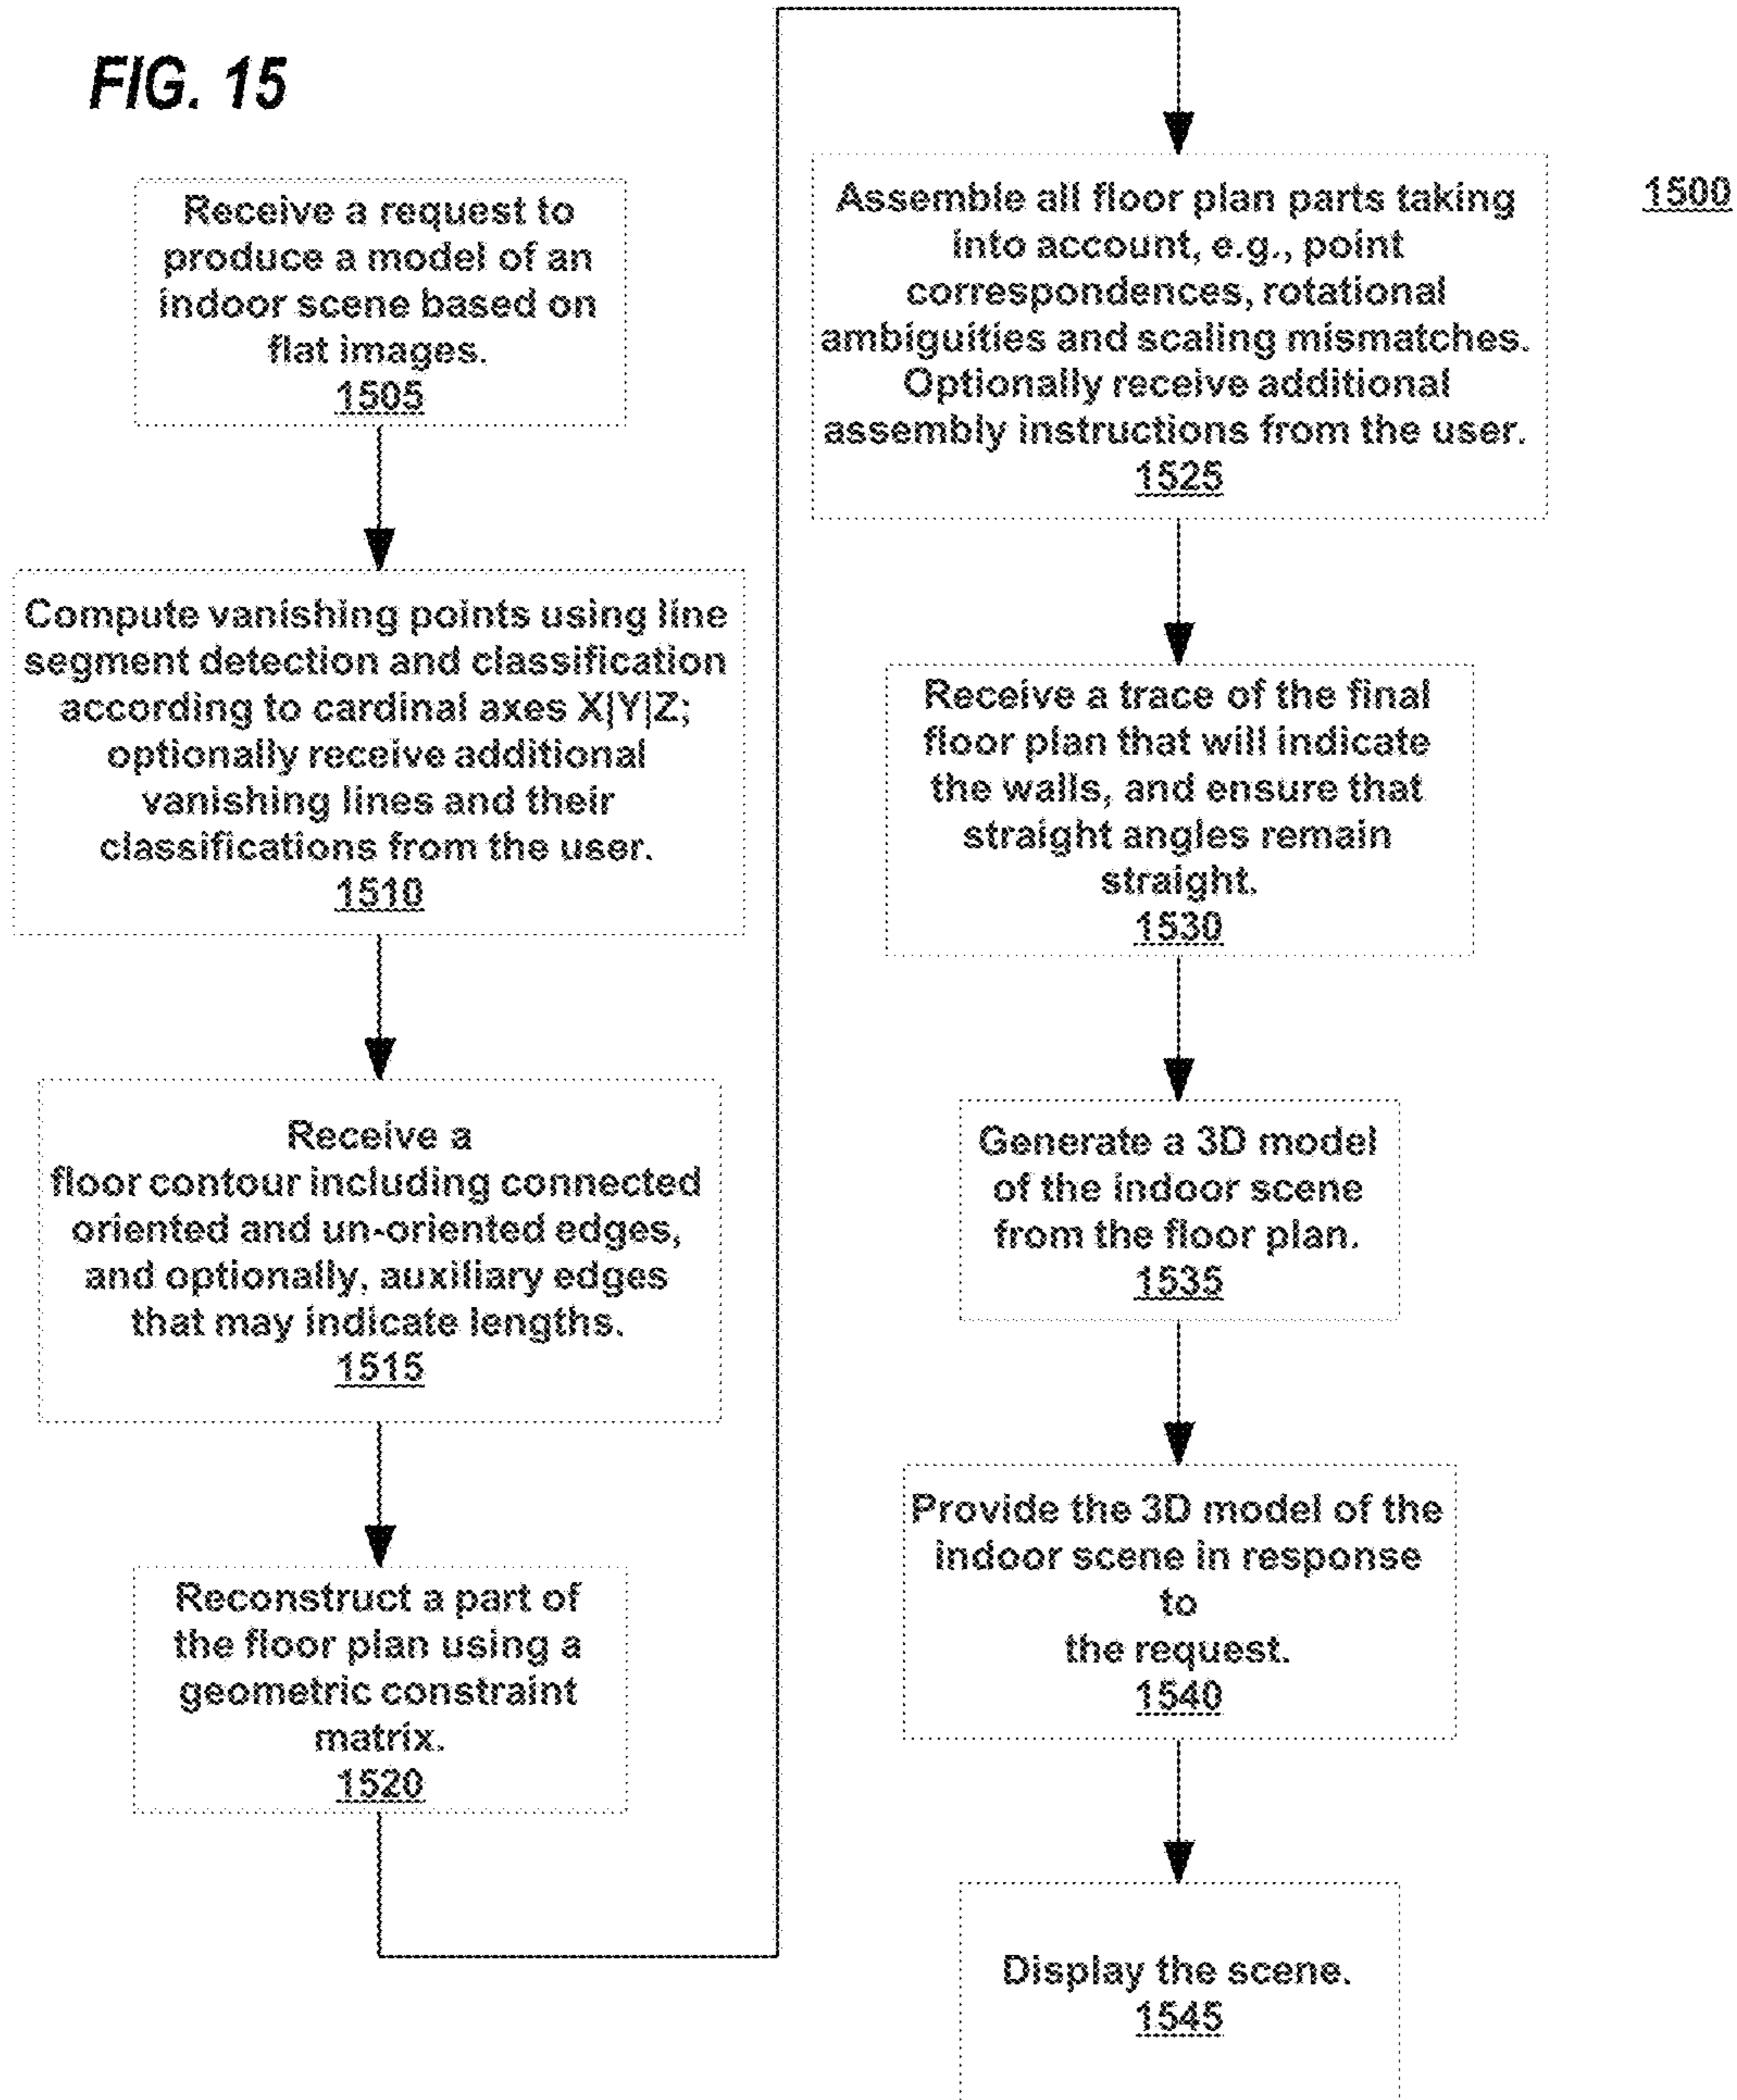 FIG. 15
Receive a request to
produce a model of an
indoor scene based on
flat images.
1505
Compute vanishing points using line
segment detection and classification
according to cardinal axes X|Y|Z;
optionally receive additional
vanishing lines and their
classifications from the user.
1510
Receive a
floor contour including connected
oriented and un-oriented edges,
and optionally, auxiliary edges
that may indicate lengths.
1515
Reconstruct a part of
the floor plan using a
geometric constraint
matrix.
1520
Assemble all floor plan parts taking
into account, e.g., point
correspondences, rotational
ambiguities and scaling mismatches.
Optionally receive additional
assembly instructions from the user.
1525
1500
Receive a trace of the final
floor plan that will indicate
the walls, and ensure that
straight angles remain
straight.
1530
Generate a 3D model
of the indoor scene
from the floor plan.
1535
Provide the 3D model of the
indoor scene in response
to
the request.
1540
Display the scene.
1545